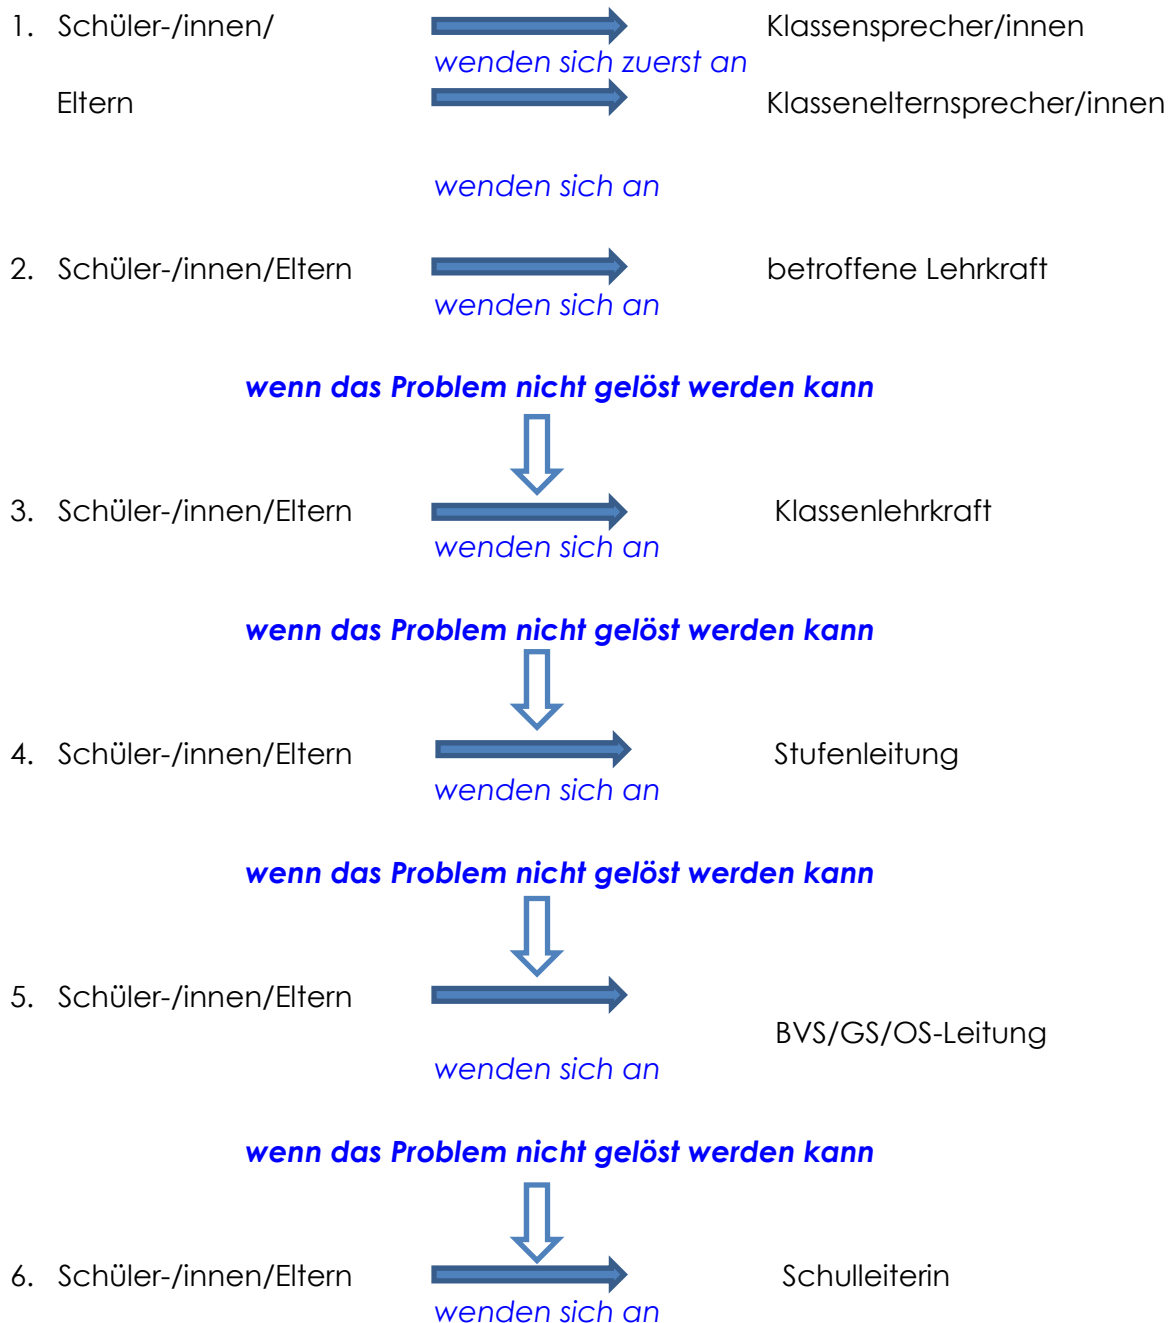 1. Schüler-/innen/ Klassensprecher/innen
wenden sich zuerst an
Eltern Klassenelternsprecher/innen
wenden sich an
2. Schüler-/innen/Eltern betroffene Lehrkraft
wenden sich an
wenn das Problem nicht gelöst werden kann
3. Schüler-/innen/Eltern Klassenlehrkraft
wenden sich an
wenn das Problem nicht gelöst werden kann
4. Schüler-/innen/Eltern Stufenleitung
wenden sich an
wenn das Problem nicht gelöst werden kann
5. Schüler-/innen/Eltern
BVS/GS/OS-Leitung
wenden sich an
wenn das Problem nicht gelöst werden kann
6. Schüler-/innen/Eltern Schulleiterin
wenden sich an